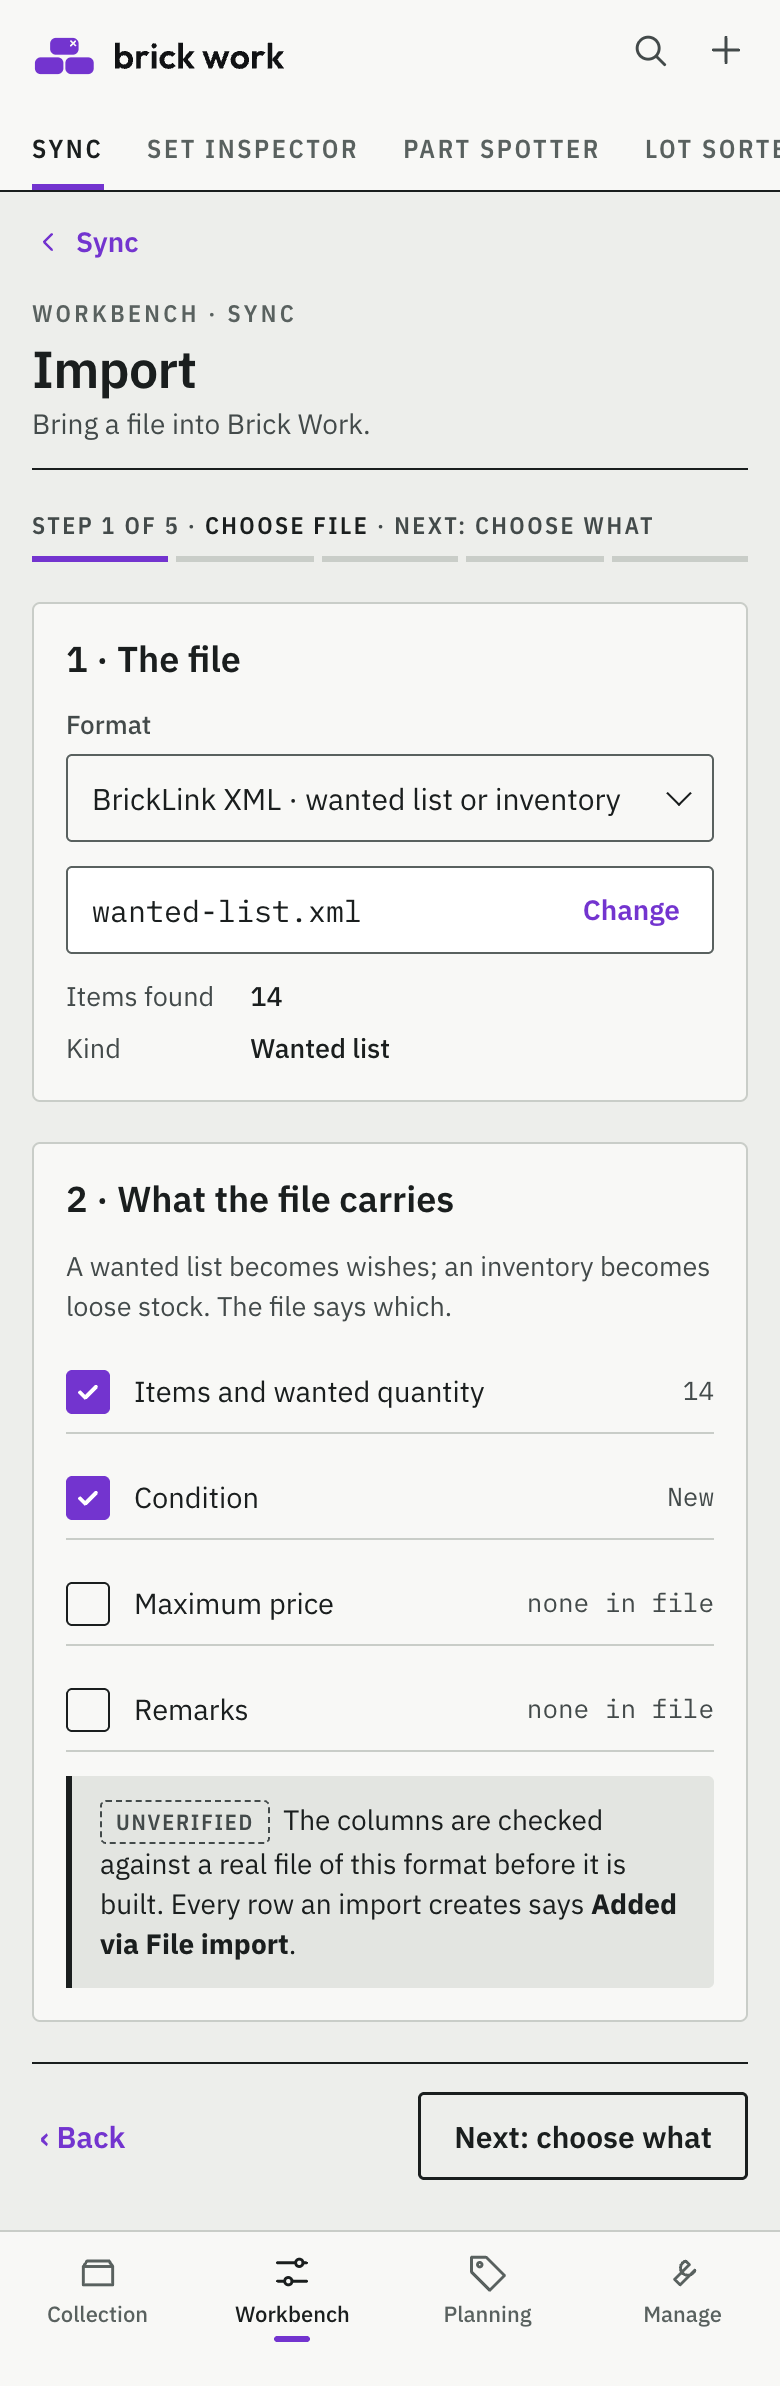 brick work
SYNC SET INSPECTOR PART SPOTTER LOT SORTE
Sync
WORKBENCH · SYNC
Import
Bring a file into Brick Work.
STEP 1 OF 5 · CHOOSE FILE · NEXT: CHOOSE WHAT
1 · The file
Format
BrickLink XML · wanted list or inventory
wanted-list.xml Change
Items found 14
Kind Wanted list
2 · What the file carries
A wanted list becomes wishes; an inventory becomes
loose stock. The file says which.
Items and wanted quantity 14
Condition New
Maximum price none in file
Remarks none in file
UNVERIFIED The columns are checked
against a real file of this format before it is
built. Every row an import creates says Added
via File import.
‹ Back Next: choose what
Collection Workbench Planning Manage